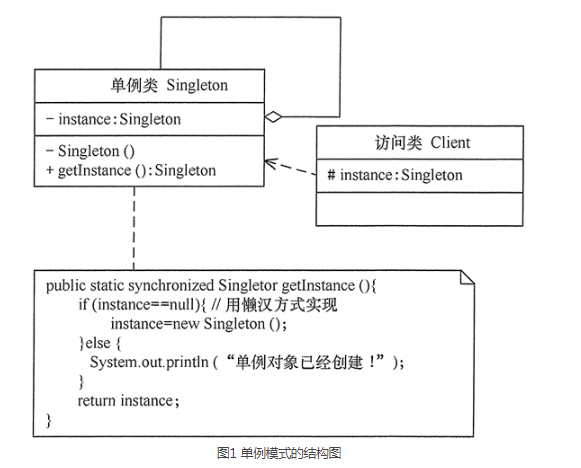 单例类 Singleton
- instance:Singleton
- Singleton ()
+ getInstance ():Singleton
访问类 Client
# instance:Singleton
public static synchronized Singletor getInstance (){
if (instance==null){ // 用懒汉方式实现
instance=new Singleton ();
}else {
System.out.println (“单例对象已经创建！”);
}
return instance;
}
图1 单例模式的结构图